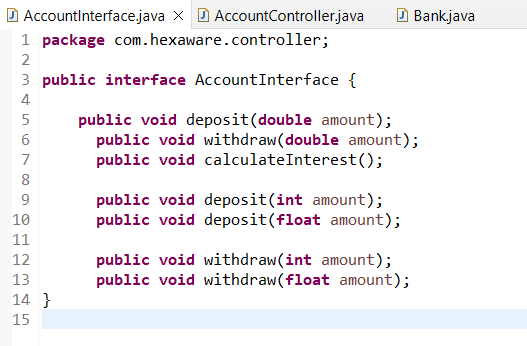 AccountInterface.java AccountController.java Bank.java
1 package com.hexaware.controller;
2
3 public interface AccountInterface {
4
5 public void deposit(double amount);
6 public void withdraw(double amount);
7 public void calculateInterest();
8
9 public void deposit(int amount);
10 public void deposit(float amount);
11
12 public void withdraw(int amount);
13 public void withdraw(float amount);
14 }
15